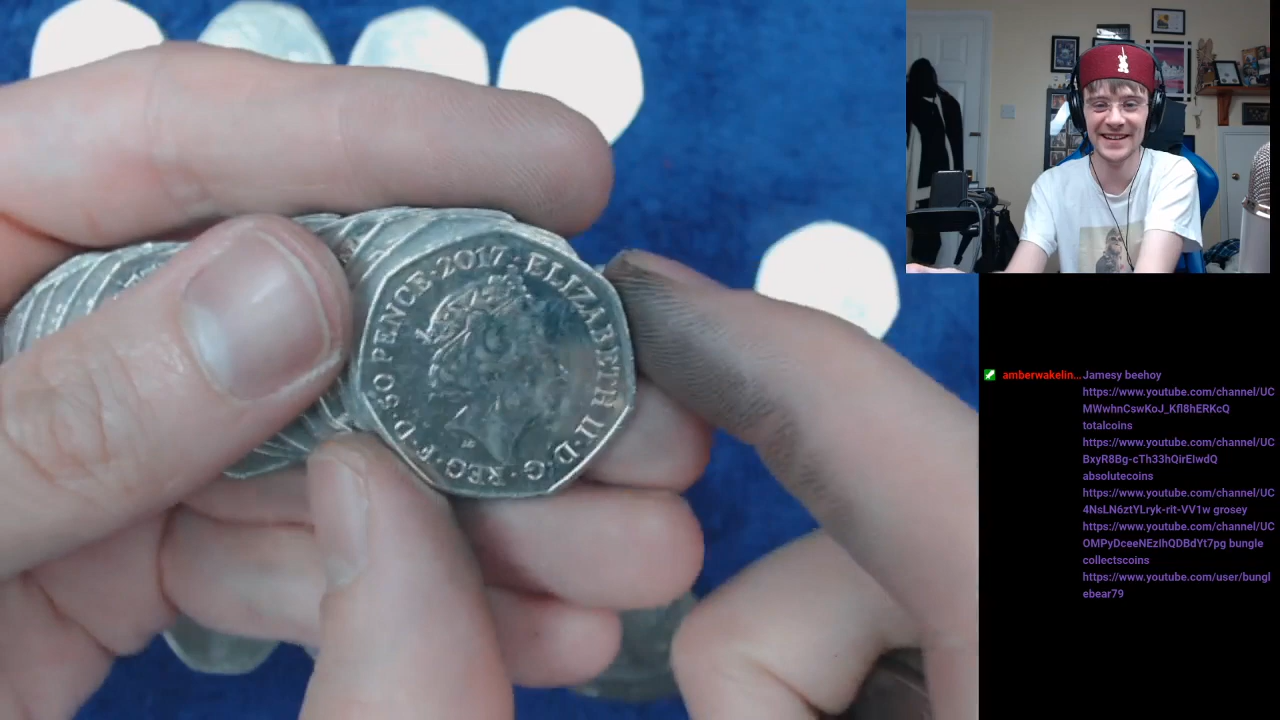 ·ELIZABETH II·D·G·REG·F·D·50 PENCE·2017
amberwakelin... Jamesy beehoy
https://www.youtube.com/channel/UC
MWwhnCswKoJ_Kfl8hERKcQ
totalcoins
https://www.youtube.com/channel/UC
BxyR8Bg-cTh33hQirEIwdQ
absolutecoins
https://www.youtube.com/channel/UC
4NsLN6ztYLryk-rit-VV1w grosey
https://www.youtube.com/channel/UC
OMPyDceeNEzIhQDBdYt7pg bungle
collectscoins
https://www.youtube.com/user/bungl
ebear79